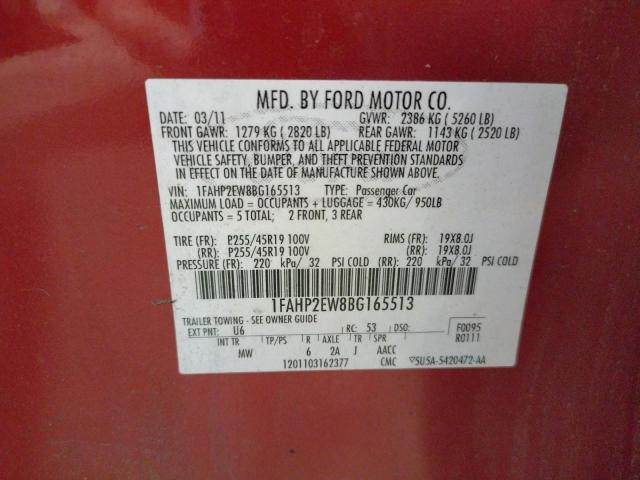 MFD. BY FORD MOTOR CO.
DATE: 03/11 GVWR: 2386 KG ( 5260 LB)
FRONT GAWR: 1279 KG ( 2820 LB) REAR GAWR: 1143 KG ( 2520 LB)
THIS VEHICLE CONFORMS TO ALL APPLICABLE FEDERAL MOTOR
VEHICLE SAFETY, BUMPER, AND THEFT PREVENTION STANDARDS
IN EFFECT ON THE DATE OF MANUFACTURE SHOWN ABOVE.
VIN: 1FAHP2EW8BG165513 TYPE: Passenger Car
MAXIMUM LOAD = OCCUPANTS + LUGGAGE = 430KG/ 950LB
OCCUPANTS = 5 TOTAL; 2 FRONT, 3 REAR
TIRE (FR): P255/45R19 100V RIMS (FR): 19X8.0J
(RR): P255/45R19 100V (RR): 19X8.0J
PRESSURE (FR): 220 kPa/ 32 PSI COLD (RR): 220 kPa/ 32 PSI COLD
1FAHP2EW8BG165513
TRAILER TOWING - SEE OWNER GUIDE
EXT PNT: U6 RC: 53 DSO: F0095
INT TR TP/PS R AXLE TR SPR R0111
MW 6 2A J AACC
1201103162377 CMC 5U5A-5420472-AA